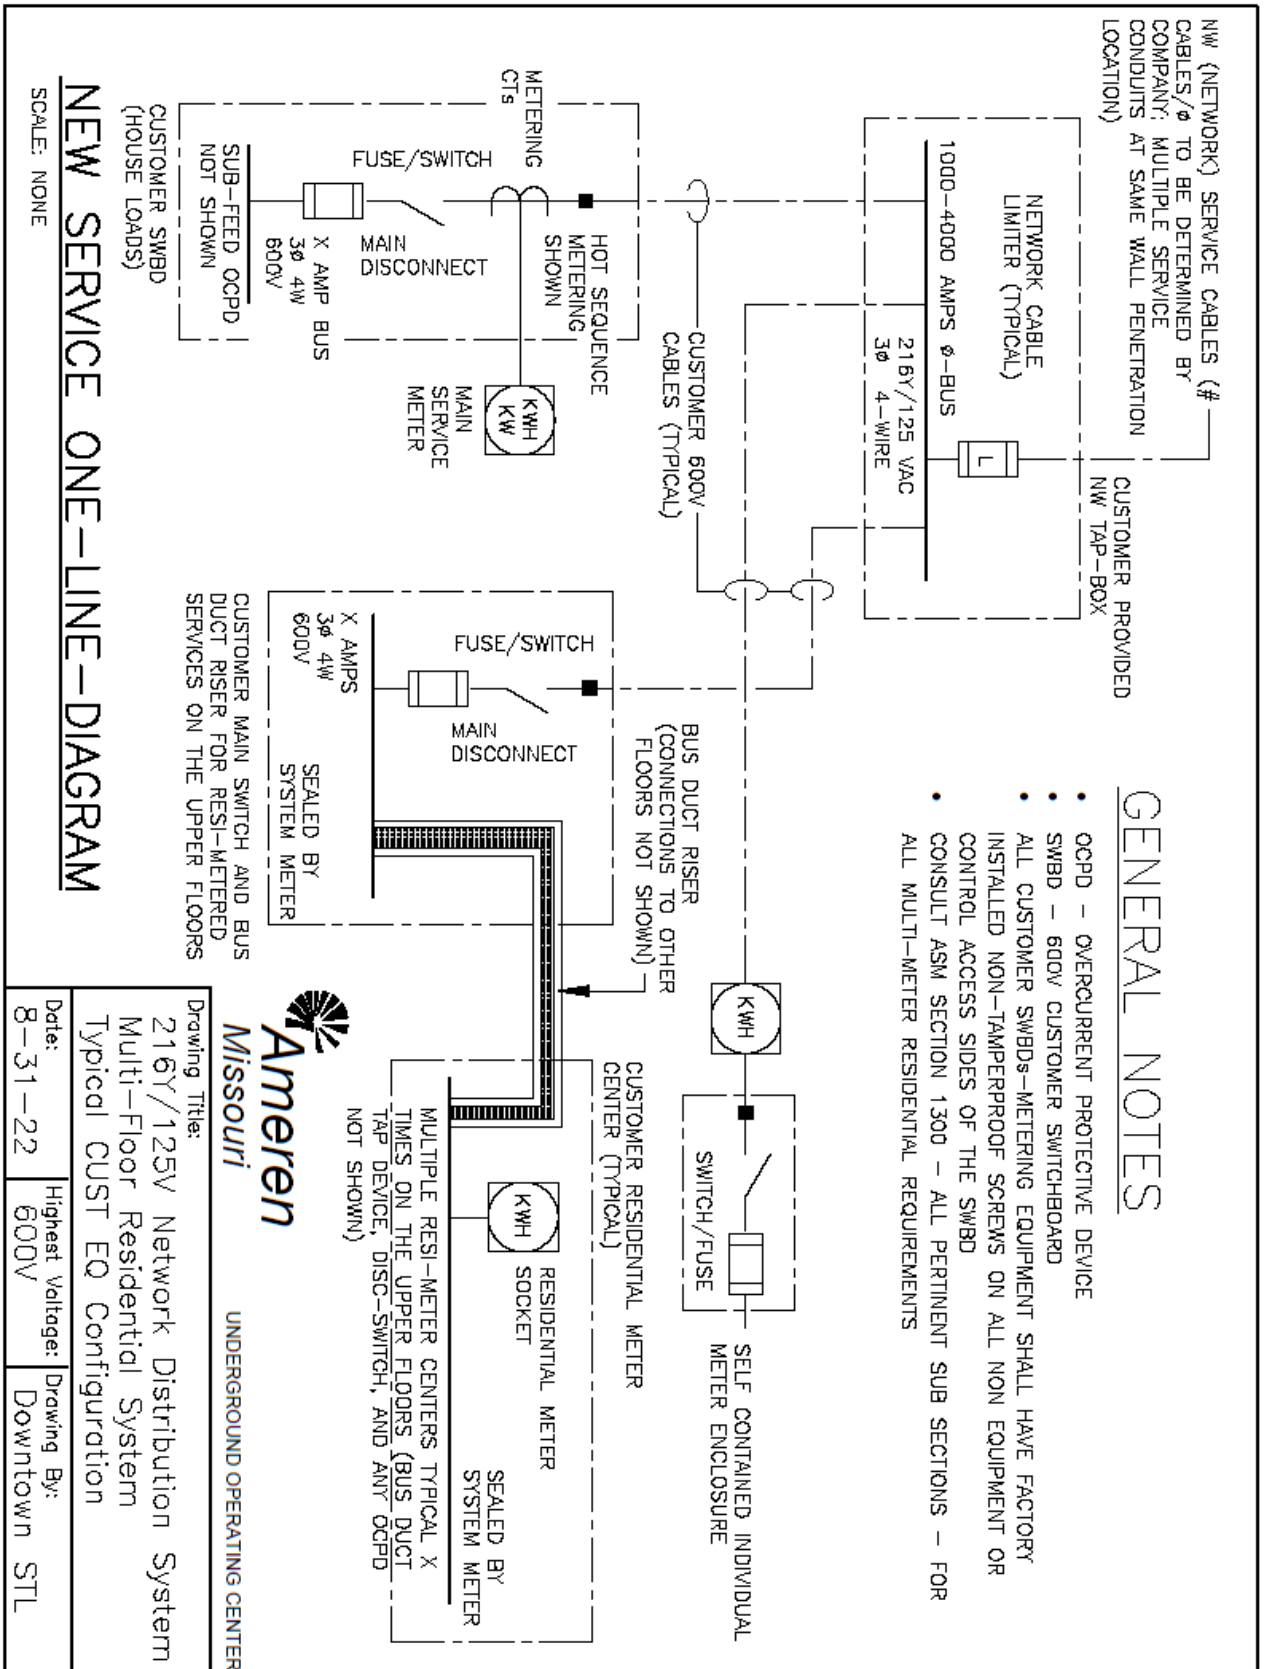 NW (NETWORK) SERVICE CABLES (#
CABLES/ø TO BE DETERMINED BY
COMPANY; MULTIPLE SERVICE
CONDUITS AT SAME WALL PENETRATION
LOCATION)
CUSTOMER PROVIDED
NW TAP-BOX
NETWORK CABLE
LIMITER (TYPICAL)
L
1000-4000 AMPS ø-BUS
216Y/125 VAC
3ø 4-WIRE
CUSTOMER 600V
CABLES (TYPICAL)
METERING
CTs
HOT SEQUENCE
METERING
SHOWN
KWH
KW
MAIN
SERVICE
METER
FUSE/SWITCH
MAIN
DISCONNECT
X AMP BUS
3ø 4W
600V
SUB-FEED OCPD
NOT SHOWN
CUSTOMER SWBD
(HOUSE LOADS)
FUSE/SWITCH
MAIN
DISCONNECT
X AMPS
3ø 4W
600V
SEALED BY
SYSTEM METER
CUSTOMER MAIN SWITCH AND BUS
DUCT RISER FOR RESI-METERED
SERVICES ON THE UPPER FLOORS
BUS DUCT RISER
(CONNECTIONS TO OTHER
FLOORS NOT SHOWN)
KWH
SWITCH/FUSE
SELF CONTAINED INDIVIDUAL
METER ENCLOSURE
CUSTOMER RESIDENTIAL METER
CENTER (TYPICAL)
KWH
RESIDENTIAL METER
SOCKET
SEALED BY
SYSTEM METER
MULTIPLE RESI-METER CENTERS TYPICAL X
TIMES ON THE UPPER FLOORS (BUS DUCT
TAP DEVICE, DISC-SWITCH, AND ANY OCPD
NOT SHOWN)
GENERAL NOTES
• OCPD - OVERCURRENT PROTECTIVE DEVICE
• SWBD - 600V CUSTOMER SWITCHBOARD
• ALL CUSTOMER SWBDs-METERING EQUIPMENT SHALL HAVE FACTORY
INSTALLED NON-TAMPERPROOF SCREWS ON ALL NON EQUIPMENT OR
CONTROL ACCESS SIDES OF THE SWBD
• CONSULT ASM SECTION 1300 - ALL PERTINENT SUB SECTIONS - FOR
ALL MULTI-METER RESIDENTIAL REQUIREMENTS
NEW SERVICE ONE-LINE-DIAGRAM
SCALE: NONE
Ameren
Missouri
UNDERGROUND OPERATING CENTER
Drawing Title:
216Y/125V Network Distribution System
Multi-Floor Residential System
Typical CUST EQ Configuration
Date:
8-31-22
Highest Voltage:
600V
Drawing By:
Downtown STL